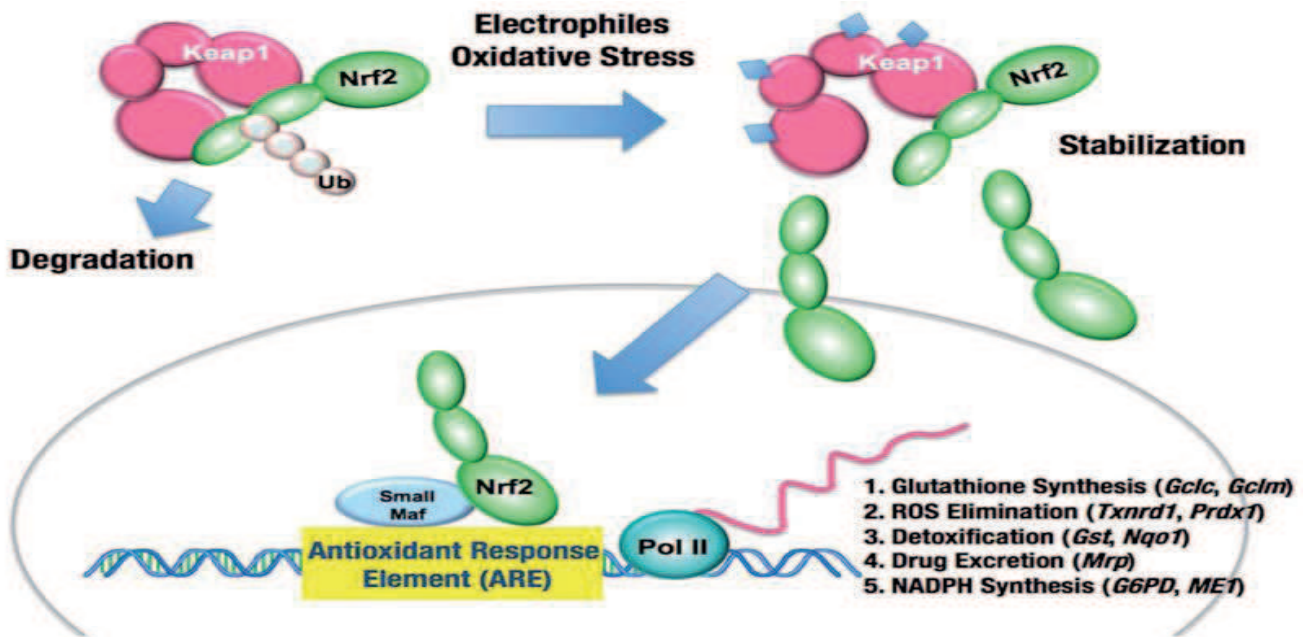 Keap1
Nrf2
Ub
Degradation
Electrophiles
Oxidative Stress
Keap1
Nrf2
Stabilization
Small
Maf
Nrf2
Antioxidant Response
Element (ARE)
Pol II
1. Glutathione Synthesis (Gclc, Gclm)
2. ROS Elimination (Txnrd1, Prdx1)
3. Detoxification (Gst, Nqo1)
4. Drug Excretion (Mrp)
5. NADPH Synthesis (G6PD, ME1)